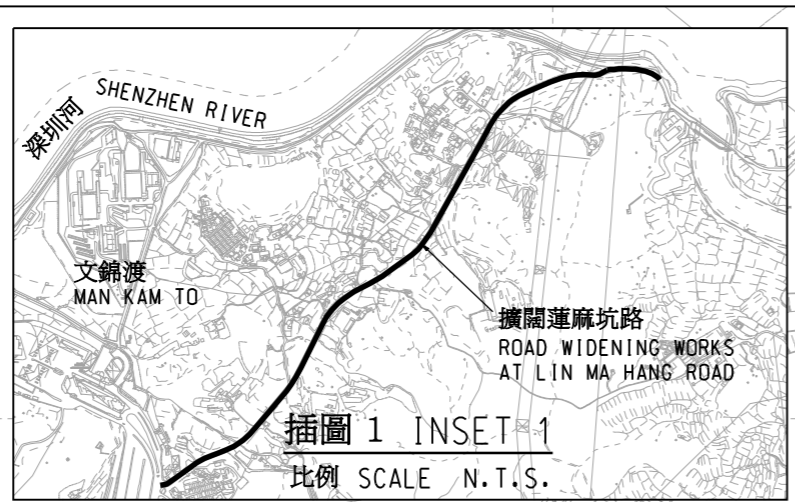 深圳河
SHENZHEN RIVER
文錦渡
MAN KAM TO
擴闊蓮麻坑路
ROAD WIDENING WORKS
AT LIN MA HANG ROAD
插圖 1 INSET 1
比例 SCALE N.T.S.